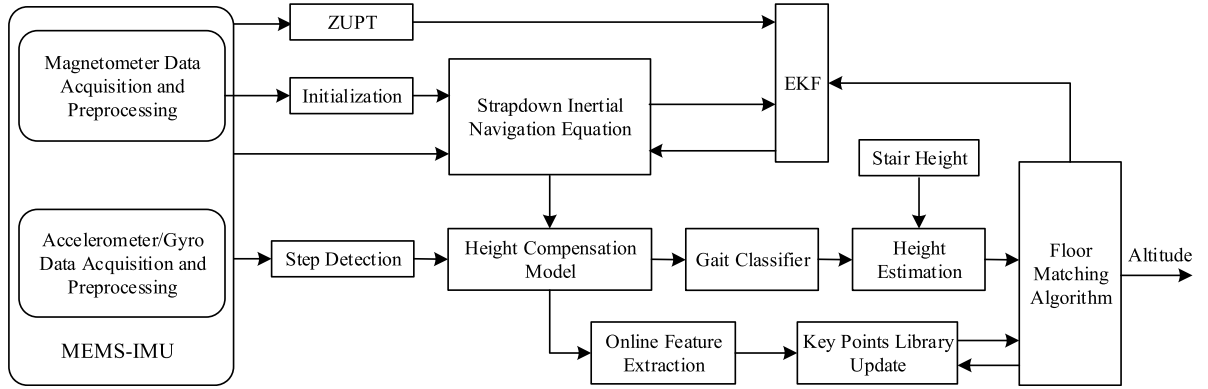 ZUPT
Magnetometer Data
Acquisition and
Preprocessing
Initialization
Strapdown Inertial
Navigation Equation
EKF
Stair Height
Accelerometer/Gyro
Data Acquisition and
Preprocessing
Step Detection
Height Compensation
Model
Gait Classifier
Height
Estimation
Floor
Matching
Algorithm
Altitude
MEMS-IMU
Online Feature
Extraction
Key Points Library
Update